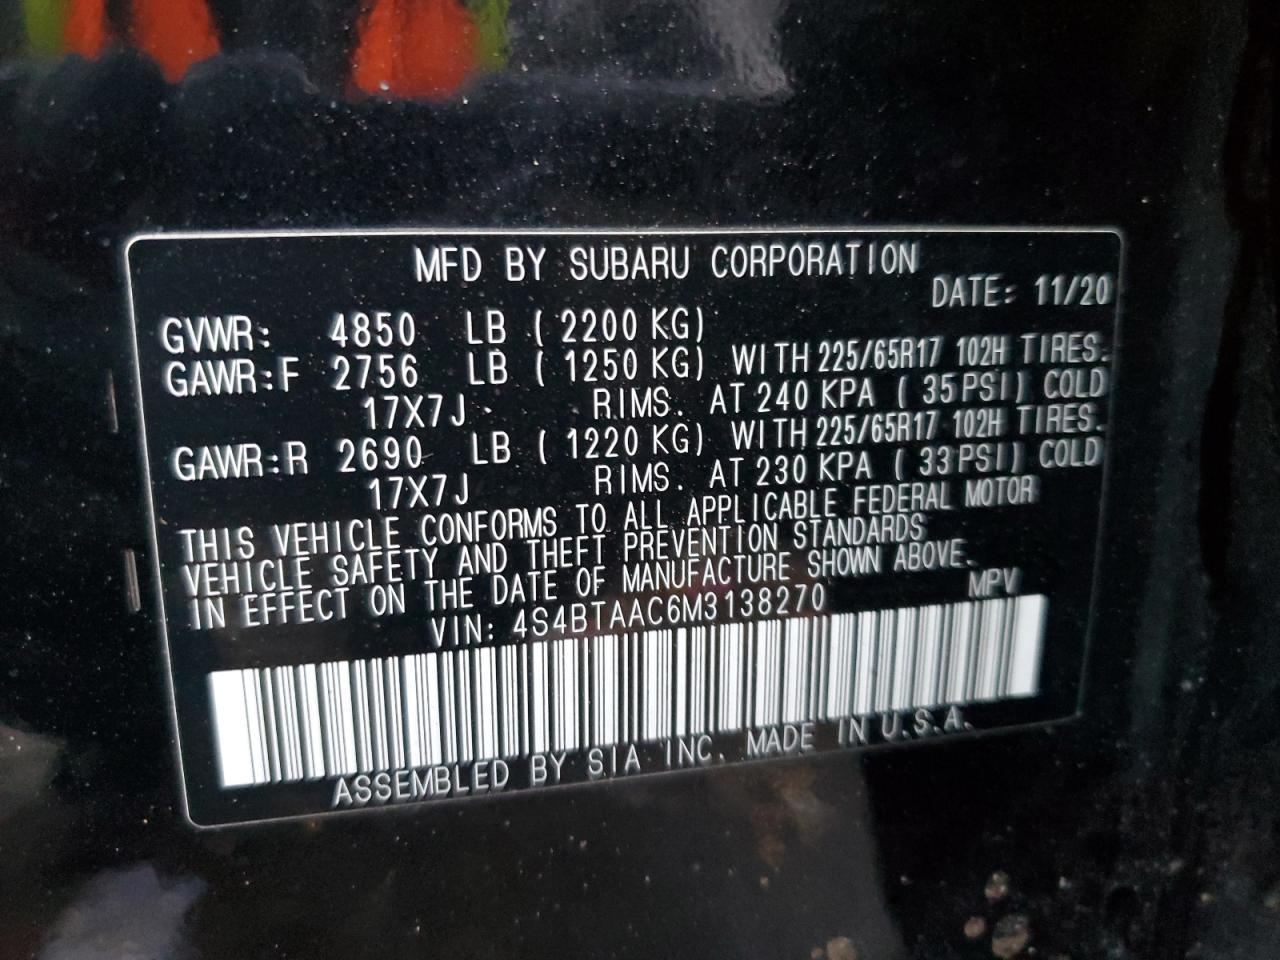 MFD BY SUBARU CORPORATION
DATE: 11/20
GVWR: 4850 LB ( 2200 KG)
GAWR:F 2756 LB ( 1250 KG) WITH 225/65R17 102H TIRES.
17X7J RIMS. AT 240 KPA ( 35 PSI) COLD
GAWR:R 2690 LB ( 1220 KG) WITH 225/65R17 102H TIRES.
17X7J RIMS. AT 230 KPA ( 33 PSI) COLD
THIS VEHICLE CONFORMS TO ALL APPLICABLE FEDERAL MOTOR
VEHICLE SAFETY AND THEFT PREVENTION STANDARDS
IN EFFECT ON THE DATE OF MANUFACTURE SHOWN ABOVE.
VIN: 4S4BTAAC6M3138270 MPV
ASSEMBLED BY SIA INC. MADE IN U.S.A.